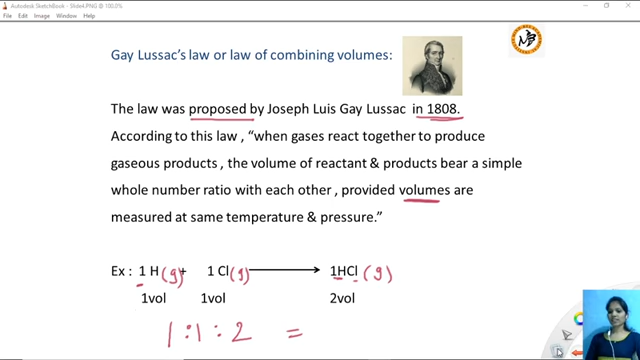 Autodesk SketchBook - Slide4.PNG @ 100.0%
File Edit Image Window Help
Gay Lussac's law or law of combining volumes:
The law was proposed by Joseph Luis Gay Lussac in 1808.
According to this law , "when gases react together to produce
gaseous products , the volume of reactant & products bear a simple
whole number ratio with each other , provided volumes are
measured at same temperature & pressure."
Ex : 1 H (g) + 1 Cl (g) 1HCl (g)
1vol 1vol 2vol
1 : 1 : 2 =